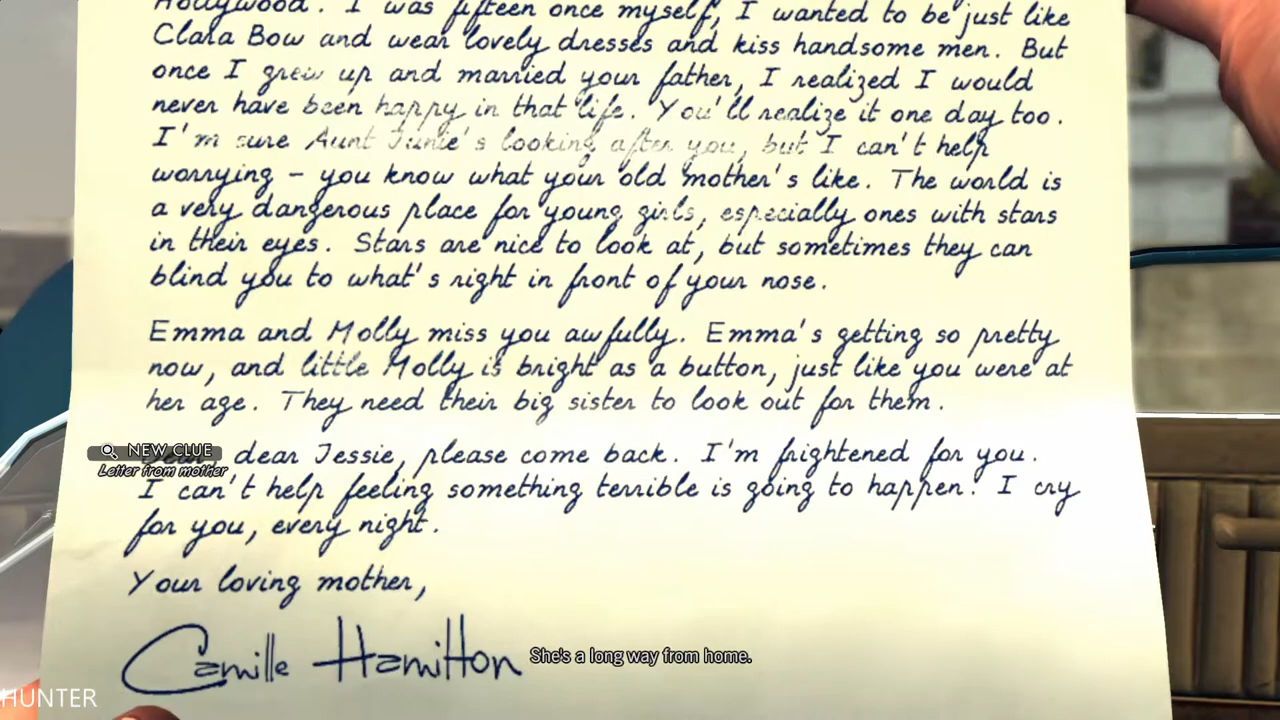 Hollywood. I was fifteen once myself, I wanted to be just like
Clara Bow and wear lovely dresses and kiss handsome men. But
once I grew up and married your father, I realized I would
never have been happy in that life. You'll realize it one day too.
I'm sure Aunt Junie's looking after you, but I can't help
worrying - you know what your old mother's like. The world is
a very dangerous place for young girls, especially ones with stars
in their eyes. Stars are nice to look at, but sometimes they can
blind you to what's right in front of your nose.
Emma and Molly miss you awfully. Emma's getting so pretty
now, and little Molly is bright as a button, just like you were at
her age. They need their big sister to look out for them.
NEW CLUE
Letter from mother
dear Jessie, please come back. I'm frightened for you.
I can't help feeling something terrible is going to happen. I cry
for you, every night.
Your loving mother,
Camille Hamilton
She's a long way from home.
HUNTER